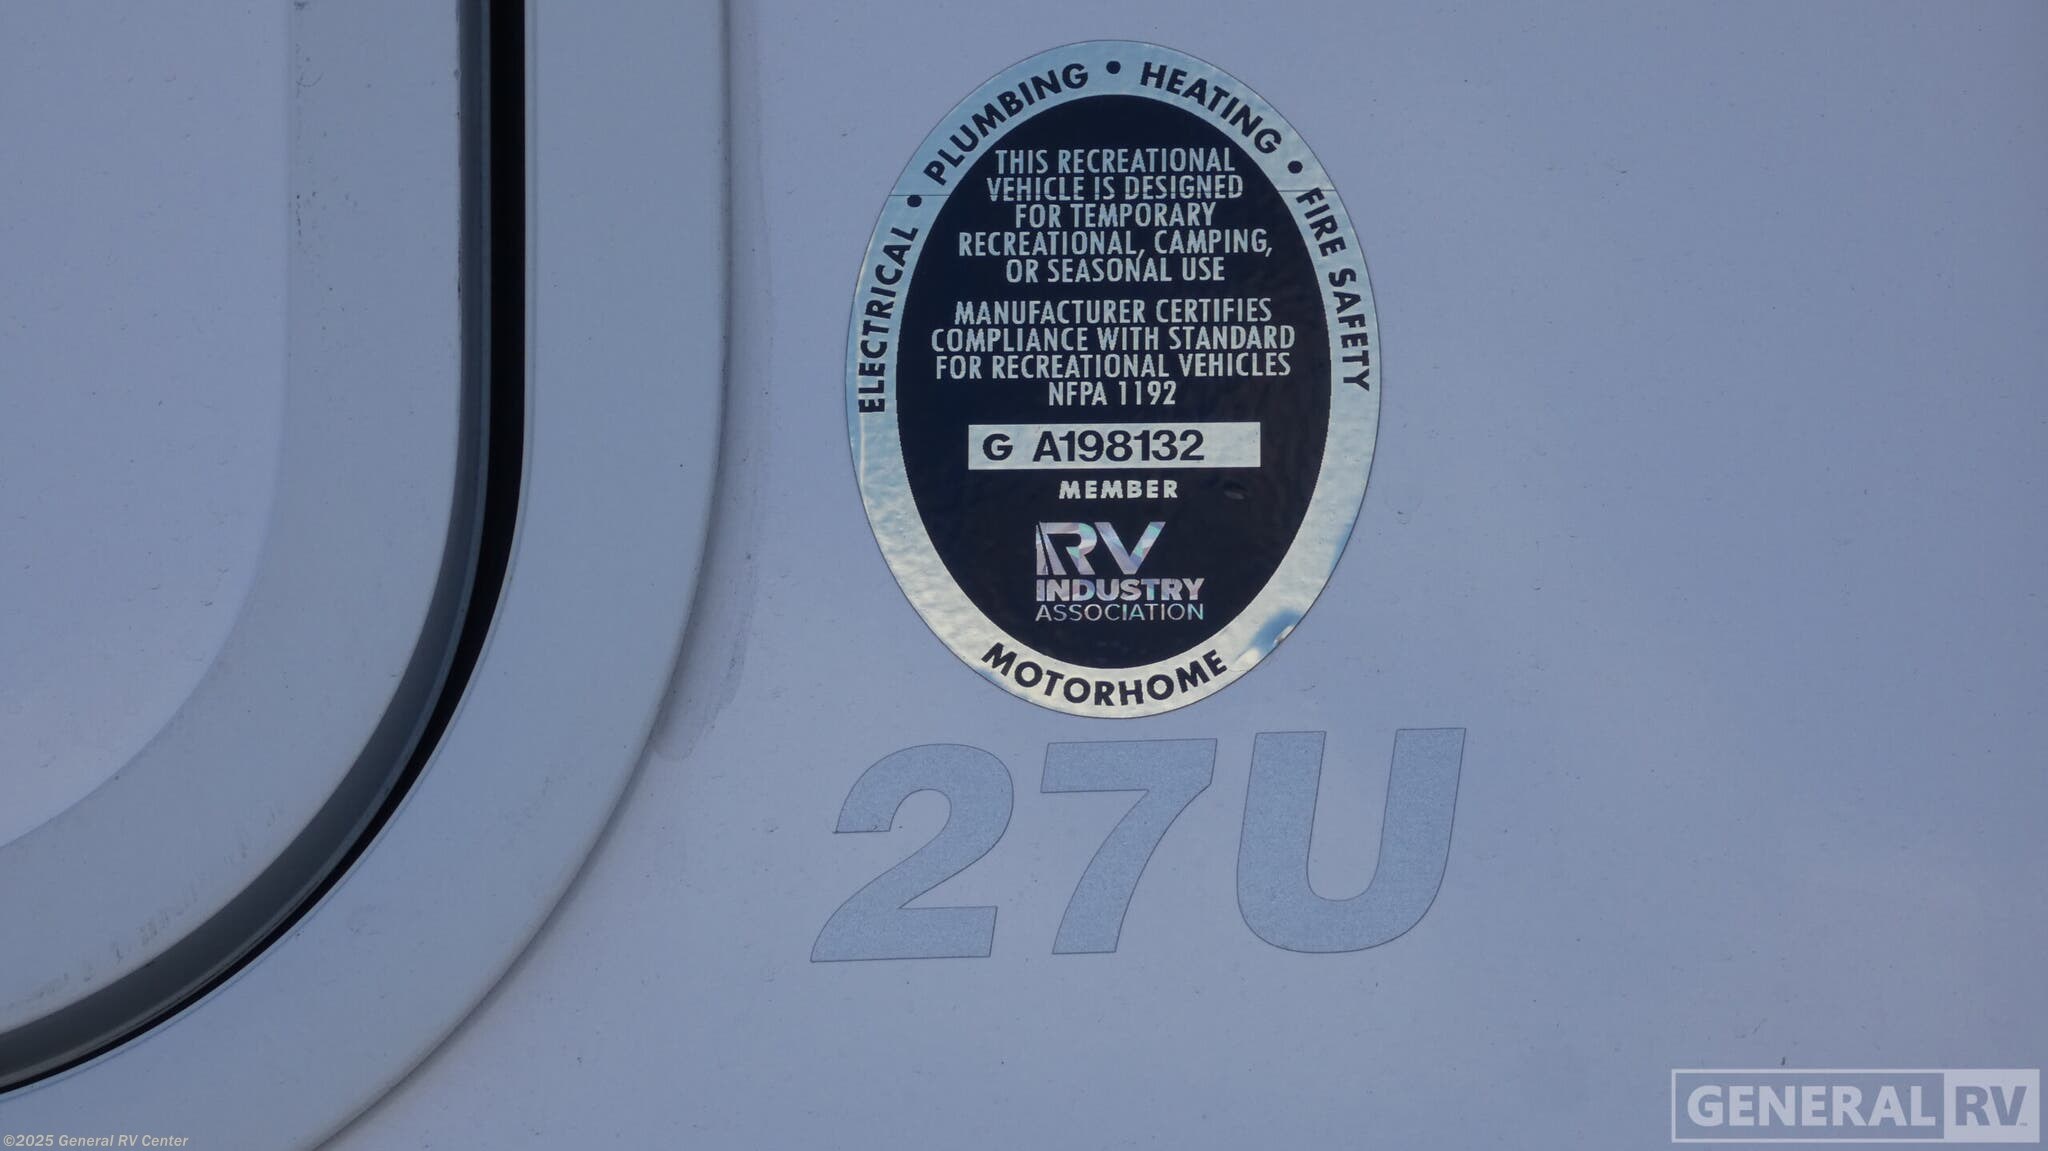 ELECTRICAL • PLUMBING • HEATING • FIRE SAFETY
THIS RECREATIONAL
VEHICLE IS DESIGNED
FOR TEMPORARY
RECREATIONAL, CAMPING,
OR SEASONAL USE
MANUFACTURER CERTIFIES
COMPLIANCE WITH STANDARD
FOR RECREATIONAL VEHICLES
NFPA 1192
G A198132
MEMBER
RV
INDUSTRY
ASSOCIATION
MOTORHOME
27U
GENERAL RV
©2025 General RV Center